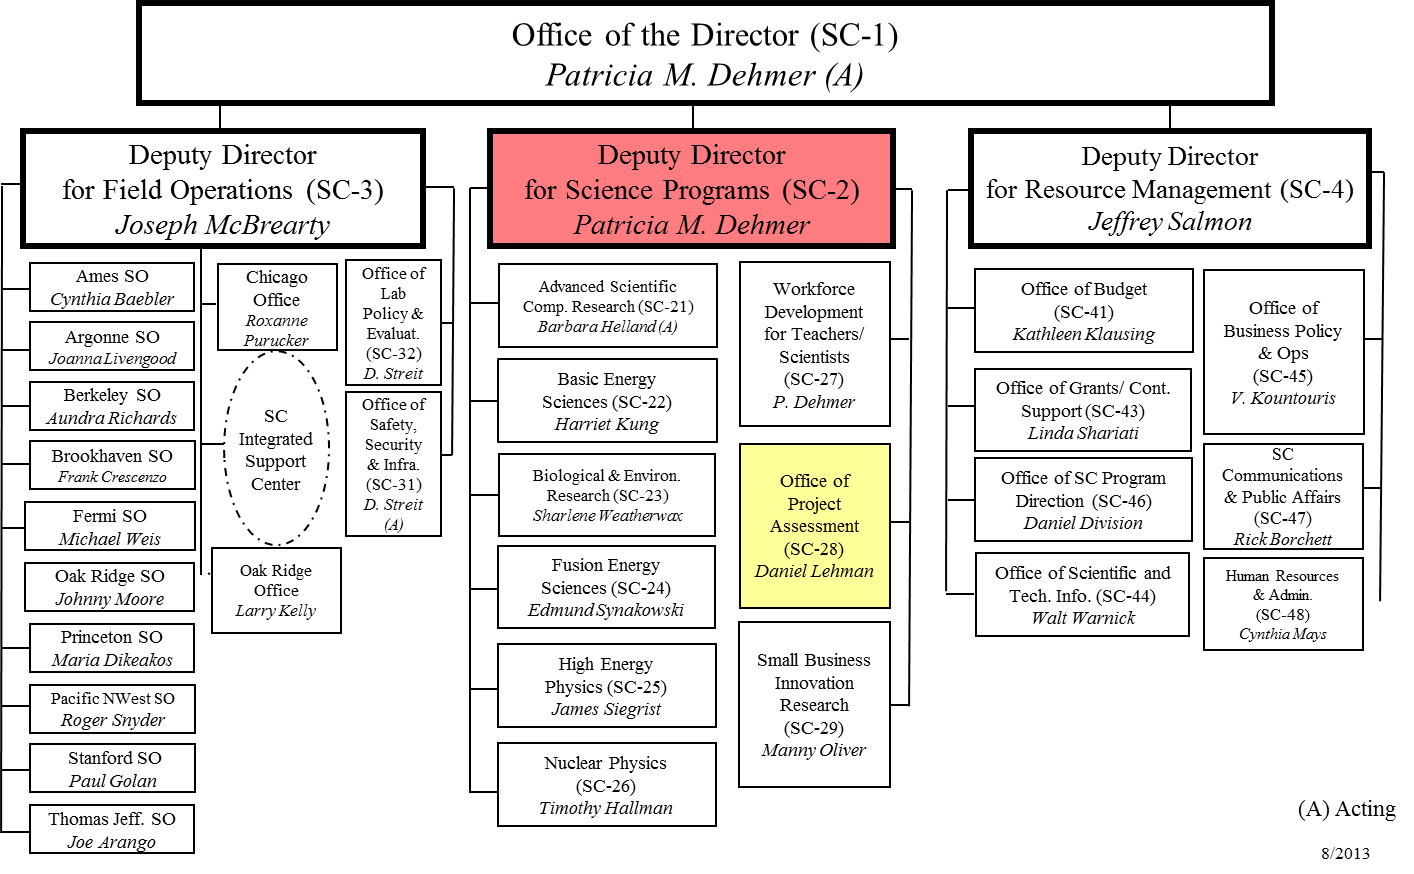 Office of the Director (SC-1)
Patricia M. Dehmer (A)
Deputy Director
for Field Operations (SC-3)
Joseph McBrearty
Ames SO
Cynthia Baebler
Argonne SO
Joanna Livengood
Berkeley SO
Aundra Richards
Brookhaven SO
Frank Crescenzo
Fermi SO
Michael Weis
Oak Ridge SO
Johnny Moore
Princeton SO
Maria Dikeakos
Pacific NWest SO
Roger Snyder
Stanford SO
Paul Golan
Thomas Jeff. SO
Joe Arango
Chicago
Office
Roxanne
Purucker
SC
Integrated
Support
Center
Oak Ridge
Office
Larry Kelly
Office of
Lab
Policy &
Evaluat.
(SC-32)
D. Streit
Office of
Safety,
Security
& Infra.
(SC-31)
D. Streit
(A)
Deputy Director
for Science Programs (SC-2)
Patricia M. Dehmer
Advanced Scientific
Comp. Research (SC-21)
Barbara Helland (A)
Basic Energy
Sciences (SC-22)
Harriet Kung
Biological & Environ.
Research (SC-23)
Sharlene Weatherwax
Fusion Energy
Sciences (SC-24)
Edmund Synakowski
High Energy
Physics (SC-25)
James Siegrist
Nuclear Physics
(SC-26)
Timothy Hallman
Workforce
Development
for Teachers/
Scientists
(SC-27)
P. Dehmer
Office of
Project
Assessment
(SC-28)
Daniel Lehman
Small Business
Innovation
Research
(SC-29)
Manny Oliver
Deputy Director
for Resource Management (SC-4)
Jeffrey Salmon
Office of Budget
(SC-41)
Kathleen Klausing
Office of Grants/ Cont.
Support (SC-43)
Linda Shariati
Office of SC Program
Direction (SC-46)
Daniel Division
Office of Scientific and
Tech. Info. (SC-44)
Walt Warnick
Office of
Business Policy
& Ops
(SC-45)
V. Kountouris
SC
Communications
& Public Affairs
(SC-47)
Rick Borchett
Human Resources
& Admin.
(SC-48)
Cynthia Mays
(A) Acting
8/2013